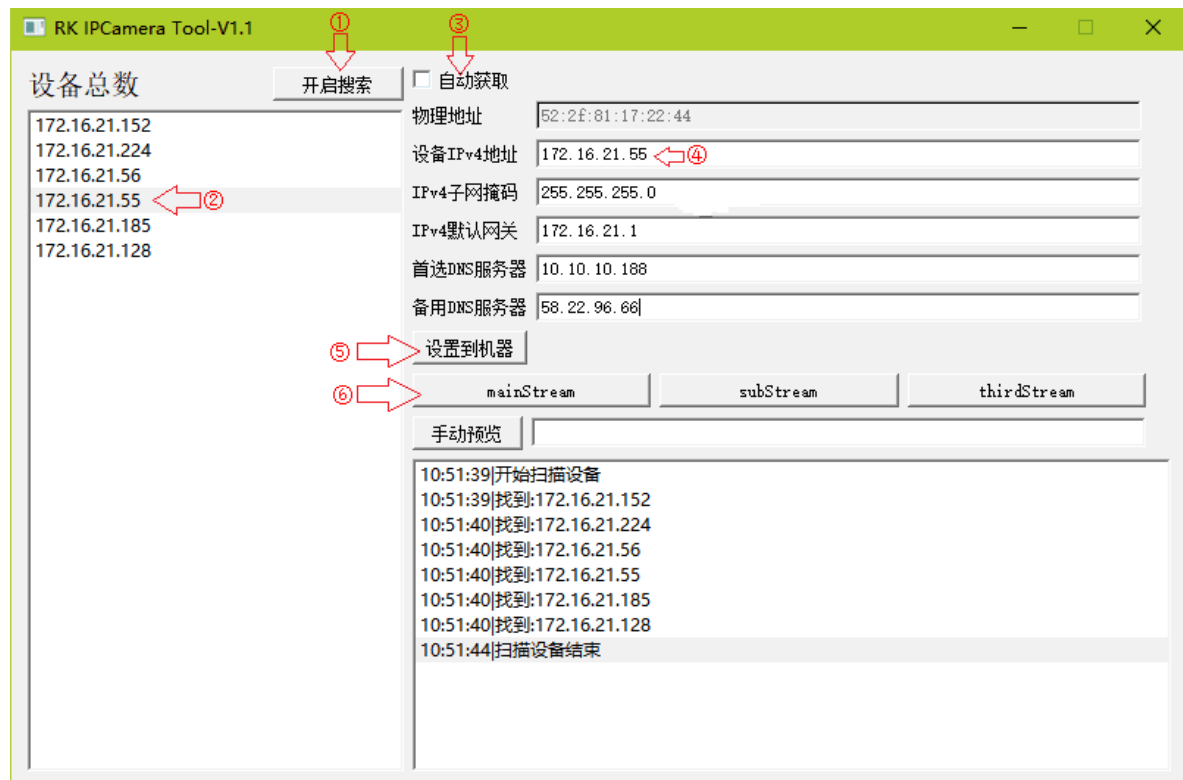 RK IPCamera Tool-V1.1
①
③
设备总数
开启搜索
自动获取
172.16.21.152
172.16.21.224
172.16.21.56
172.16.21.55 ②
172.16.21.185
172.16.21.128
物理地址 52:2f:81:17:22:44
设备IPv4地址 172.16.21.55 ④
IPv4子网掩码 255.255.255.0
IPv4默认网关 172.16.21.1
首选DNS服务器 10.10.10.188
备用DNS服务器 58.22.96.66
⑤ 设置到机器
⑥ mainStream subStream thirdStream
手动预览
10:51:39|开始扫描设备
10:51:39|找到:172.16.21.152
10:51:40|找到:172.16.21.224
10:51:40|找到:172.16.21.56
10:51:40|找到:172.16.21.55
10:51:40|找到:172.16.21.185
10:51:40|找到:172.16.21.128
10:51:44|扫描设备结束